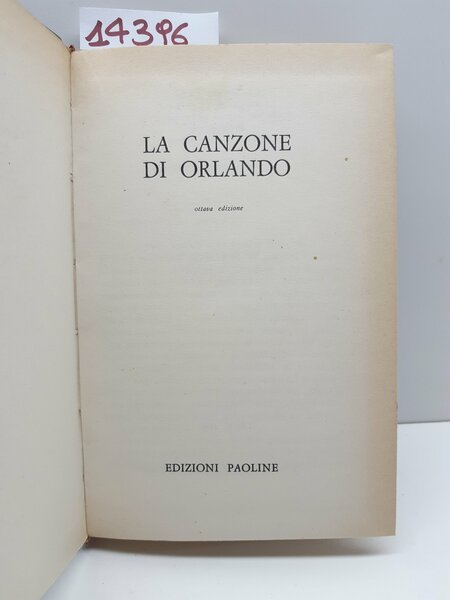 14396
LA CANZONE
DI ORLANDO
ottava edizione
EDIZIONI PAOLINE